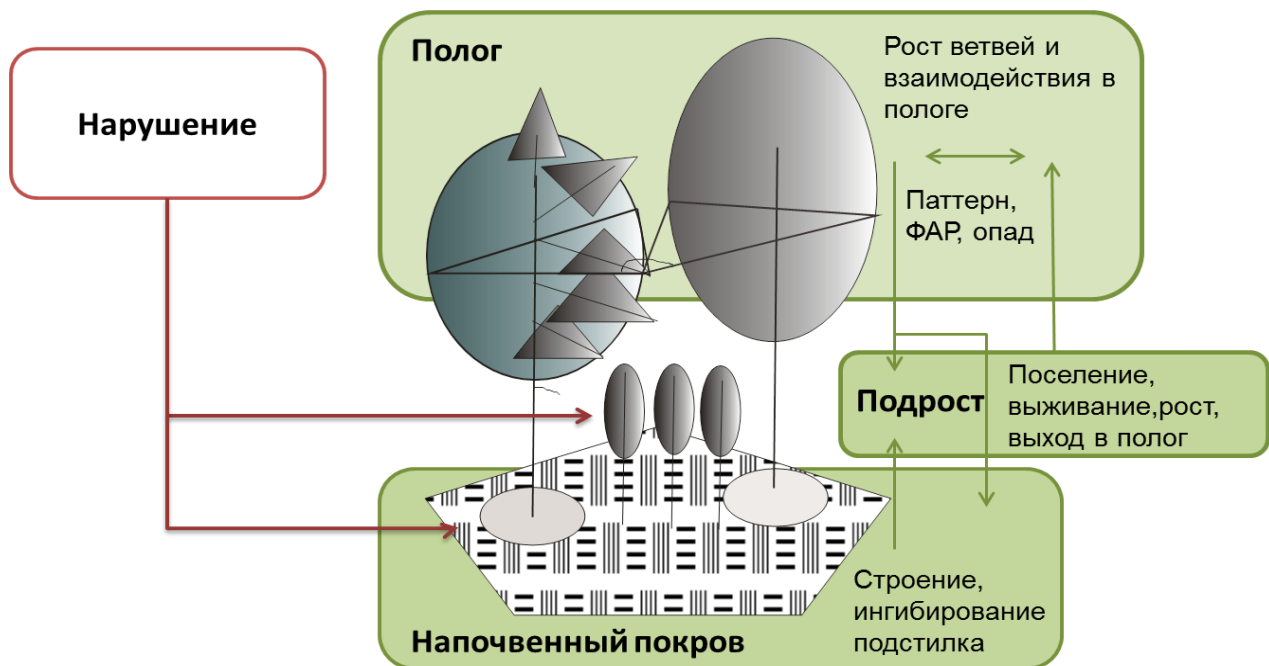 Нарушение
Полог
Рост ветвей и
взаимодействия в
пологе
Паттерн,
ФАР, опад
Подрост
Поселение,
выживание,рост,
выход в полог
Строение,
ингибирование
подстилка
Напочвенный покров